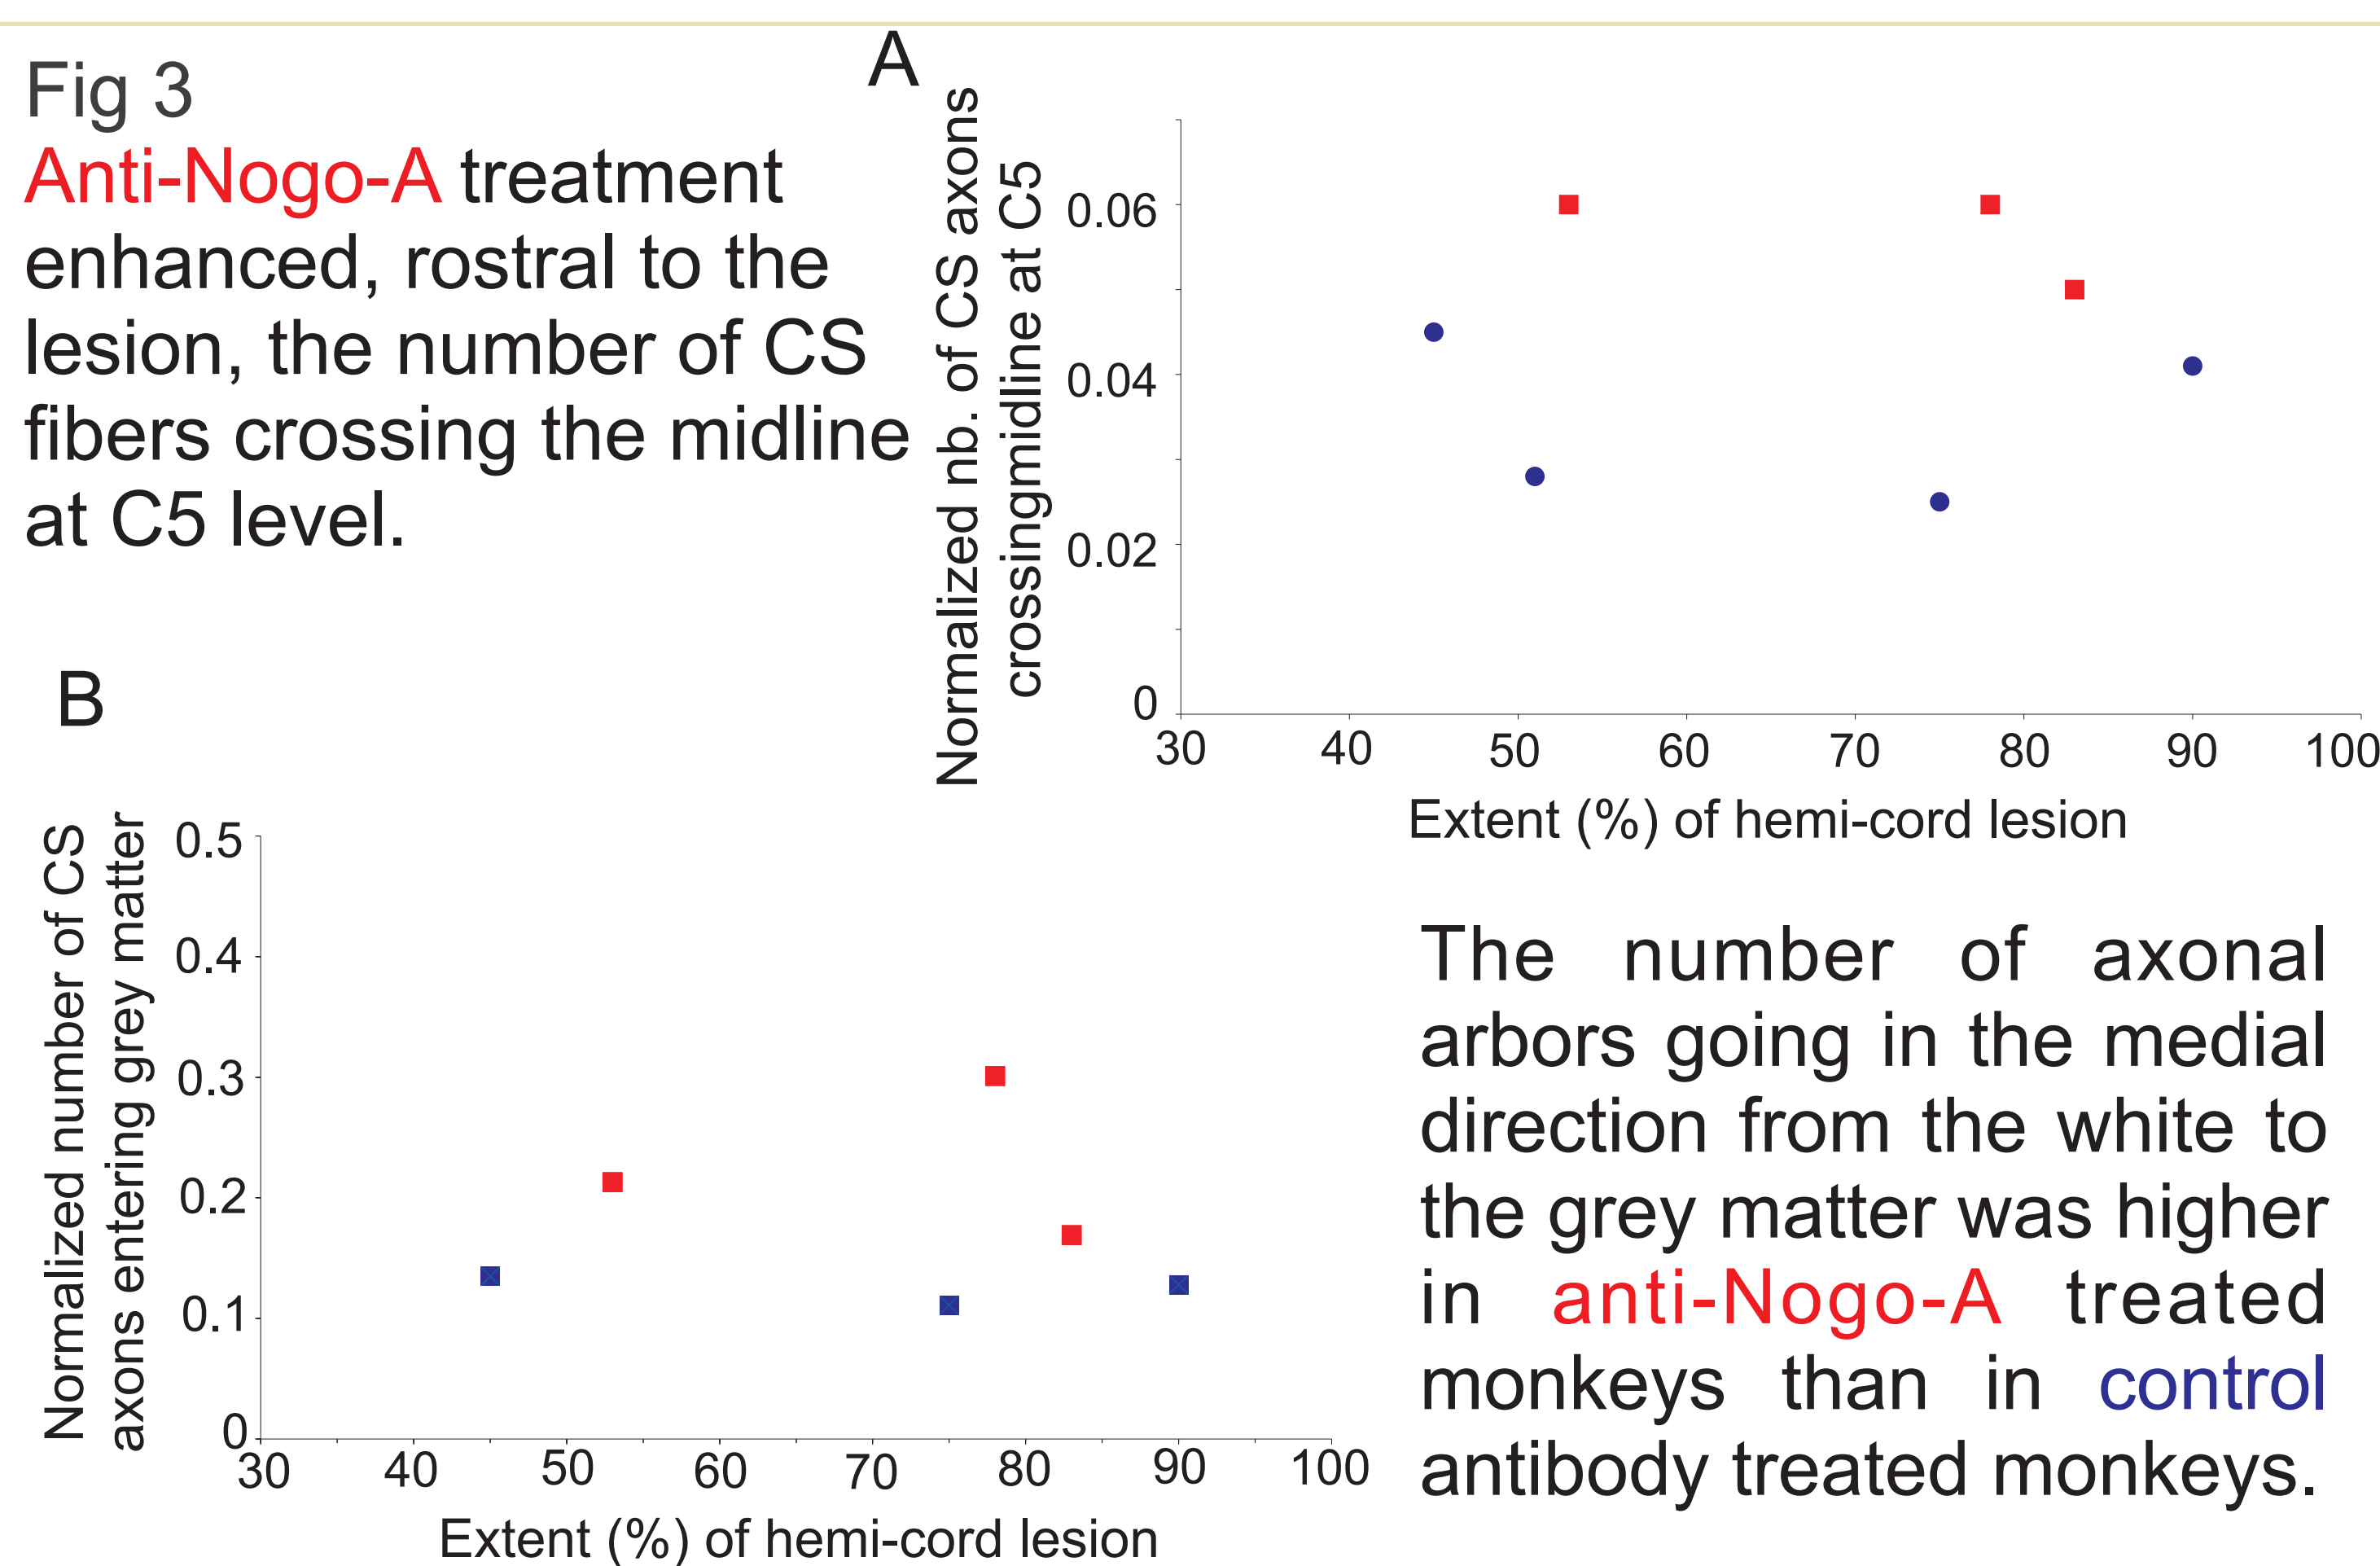 Fig 3
Anti-Nogo-A treatment
enhanced, rostral to the
lesion, the number of CS
fibers crossing the midline
at C5 level.
A
Normalized nb. of CS axons
crossingmidline at C5
0.06
0.04
0.02
0
30 40 50 60 70 80 90 100
Extent (%) of hemi-cord lesion
B
Normalized number of CS
axons entering grey matter
0.5
0.4
0.3
0.2
0.1
0
30 40 50 60 70 80 90 100
Extent (%) of hemi-cord lesion
The number of axonal
arbors going in the medial
direction from the white to
the grey matter was higher
in anti-Nogo-A treated
monkeys than in control
antibody treated monkeys.